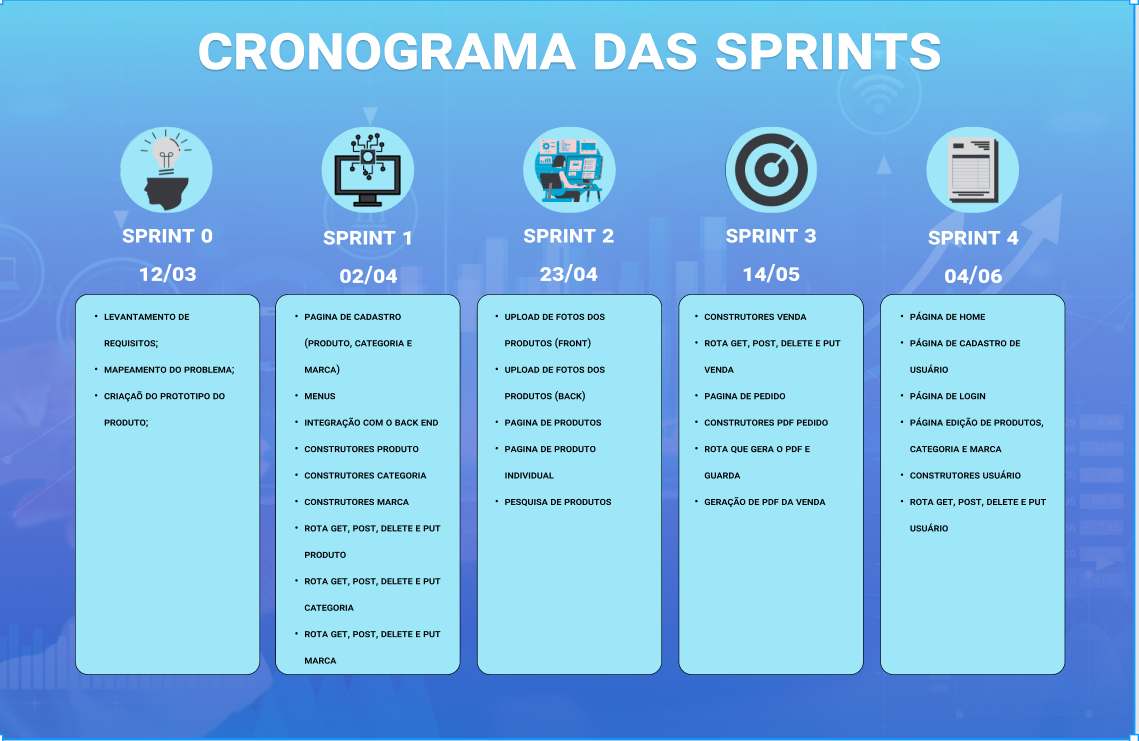 CRONOGRAMA DAS SPRINTS
SPRINT 0
12/03
• LEVANTAMENTO DE
REQUISITOS;
• MAPEAMENTO DO PROBLEMA;
• CRIAÇAÕ DO PROTOTIPO DO
PRODUTO;
SPRINT 1
02/04
• PAGINA DE CADASTRO
(PRODUTO, CATEGORIA E
MARCA)
• MENUS
• INTEGRAÇÃO COM O BACK END
• CONSTRUTORES PRODUTO
• CONSTRUTORES CATEGORIA
• CONSTRUTORES MARCA
• ROTA GET, POST, DELETE E PUT
PRODUTO
• ROTA GET, POST, DELETE E PUT
CATEGORIA
• ROTA GET, POST, DELETE E PUT
MARCA
SPRINT 2
23/04
• UPLOAD DE FOTOS DOS
PRODUTOS (FRONT)
• UPLOAD DE FOTOS DOS
PRODUTOS (BACK)
• PAGINA DE PRODUTOS
• PAGINA DE PRODUTO
INDIVIDUAL
• PESQUISA DE PRODUTOS
SPRINT 3
14/05
• CONSTRUTORES VENDA
• ROTA GET, POST, DELETE E PUT
VENDA
• PAGINA DE PEDIDO
• CONSTRUTORES PDF PEDIDO
• ROTA QUE GERA O PDF E
GUARDA
• GERAÇÃO DE PDF DA VENDA
SPRINT 4
04/06
• PÁGINA DE HOME
• PÁGINA DE CADASTRO DE
USUÁRIO
• PÁGINA DE LOGIN
• PÁGINA EDIÇÃO DE PRODUTOS,
CATEGORIA E MARCA
• CONSTRUTORES USUÁRIO
• ROTA GET, POST, DELETE E PUT
USUÁRIO